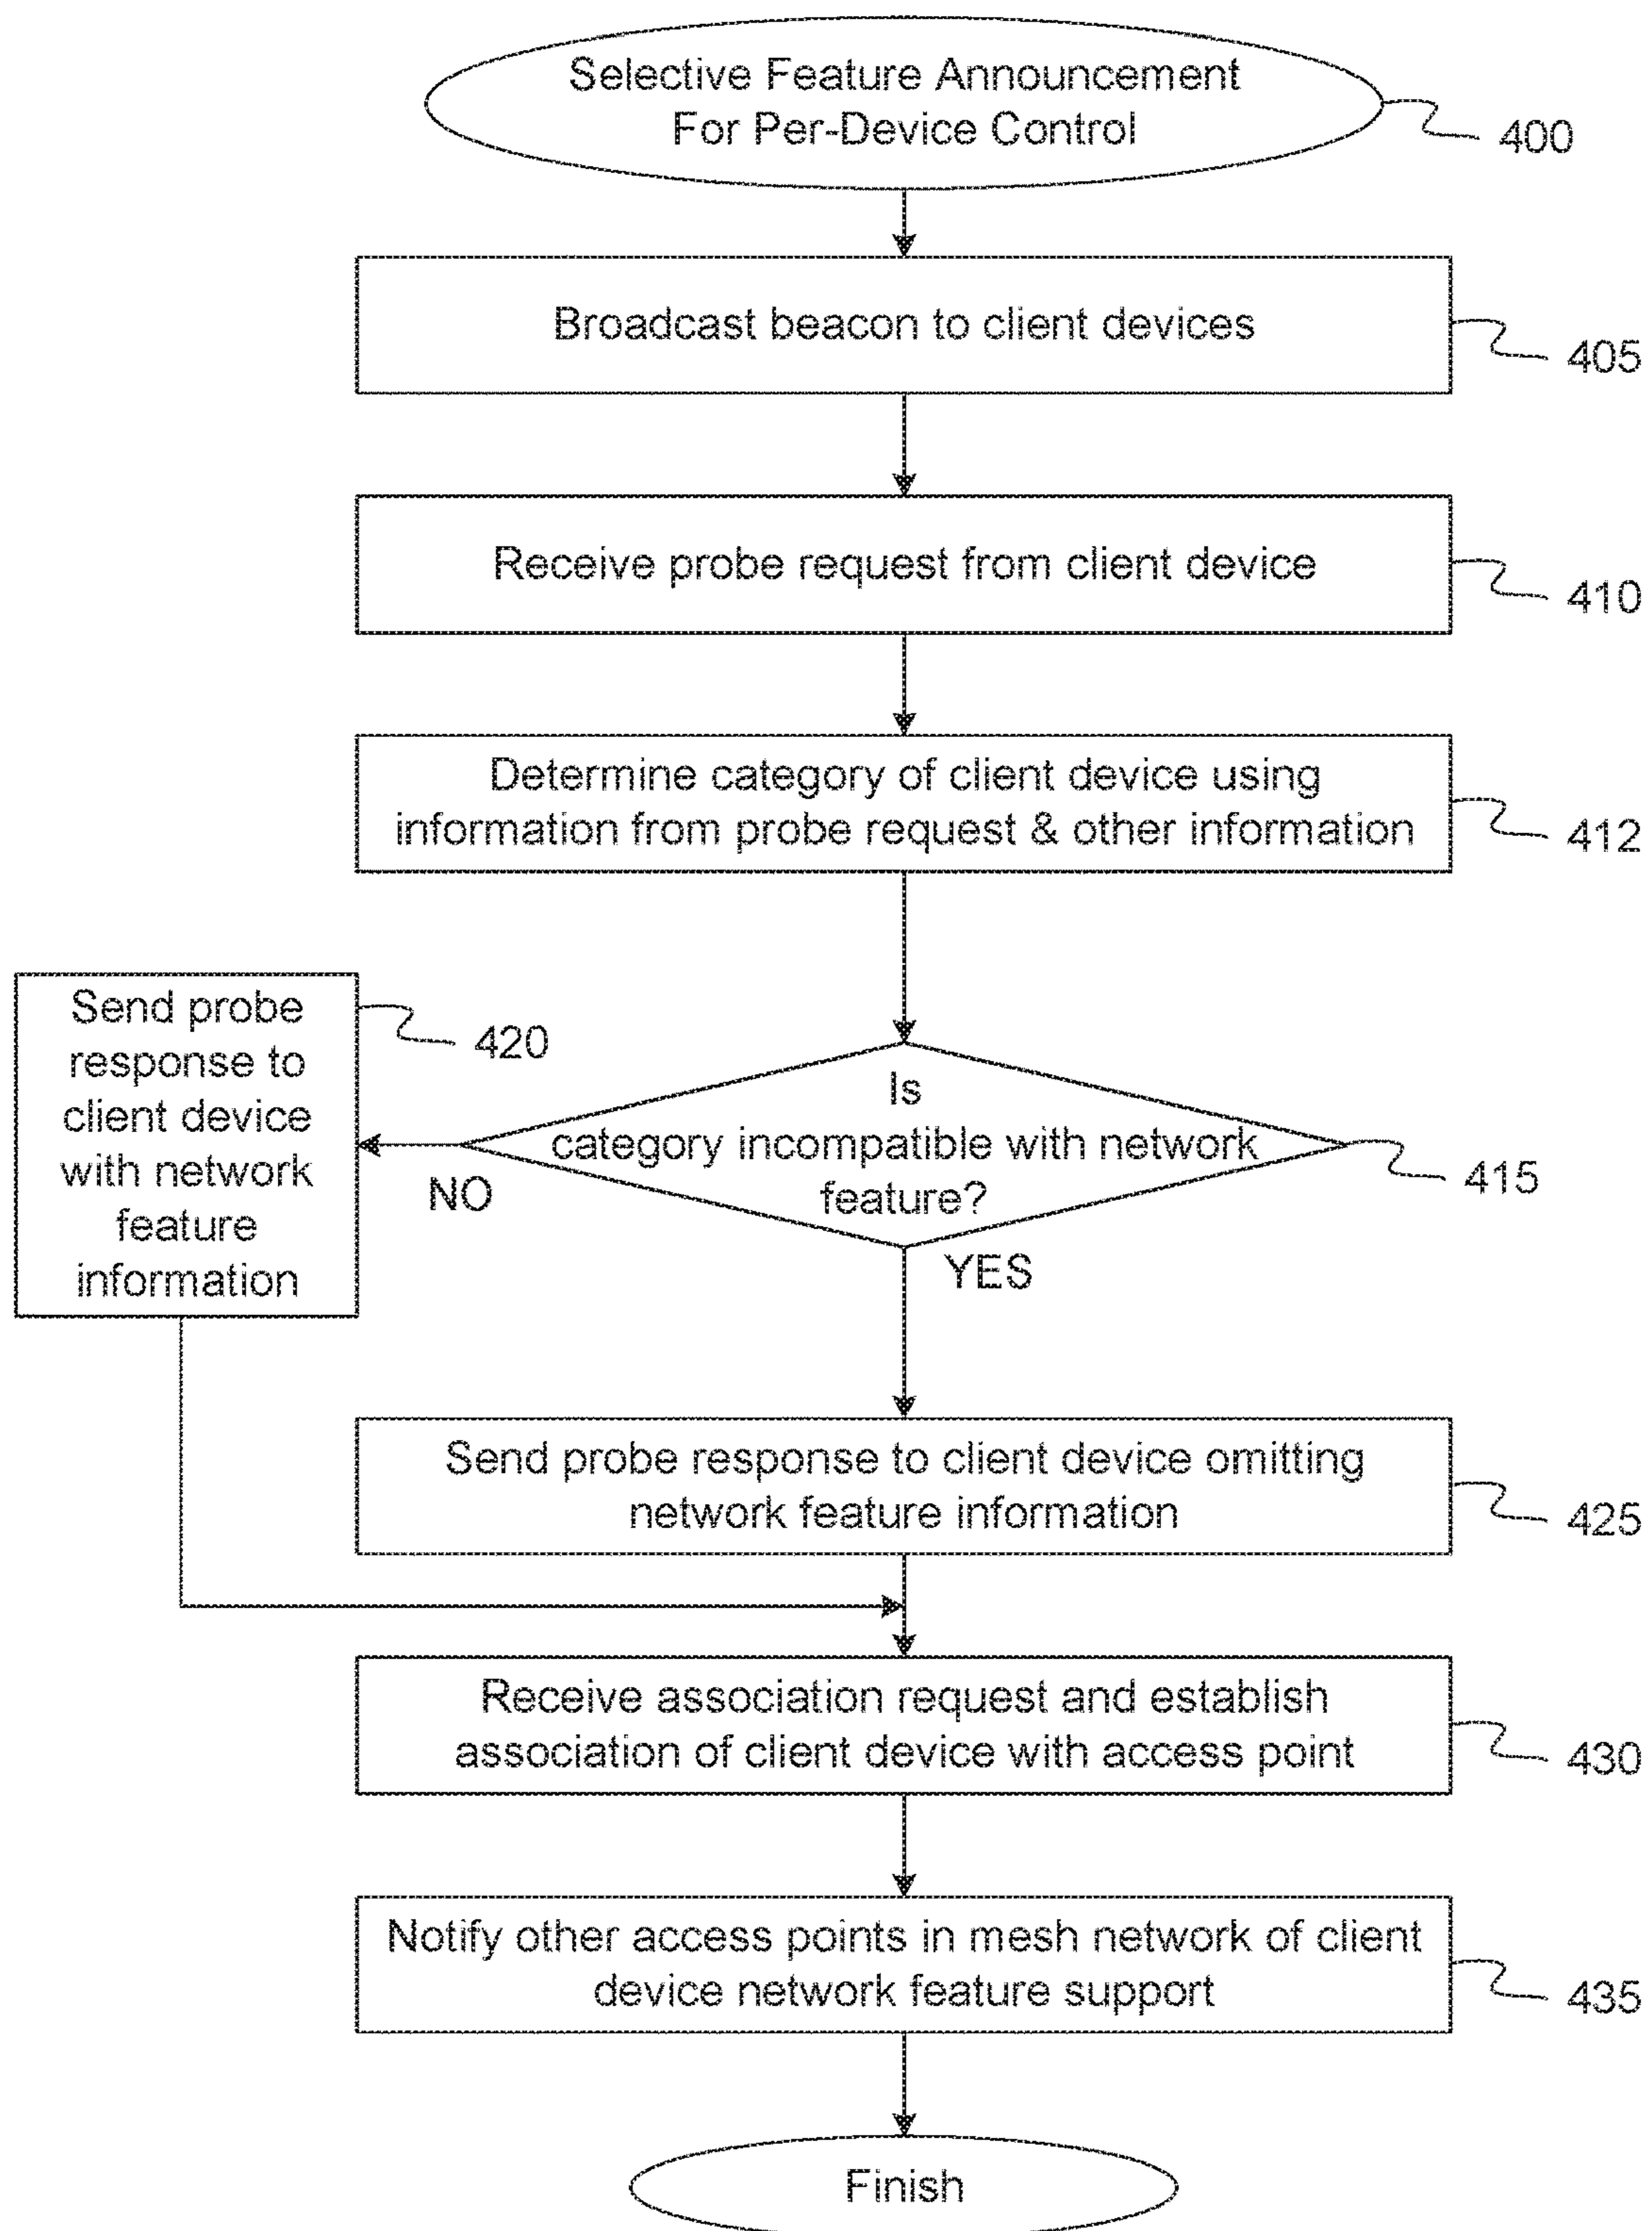 Selective Feature Announcement
For Per-Device Control
400
Broadcast beacon to client devices
405
Receive probe request from client device
410
Determine category of client device using
information from probe request & other information
412
Send probe
response to
client device
with network
feature
information
420
Is
category incompatible with network
feature?
415
NO
YES
Send probe response to client device omitting
network feature information
425
Receive association request and establish
association of client device with access point
430
Notify other access points in mesh network of client
device network feature support
435
Finish